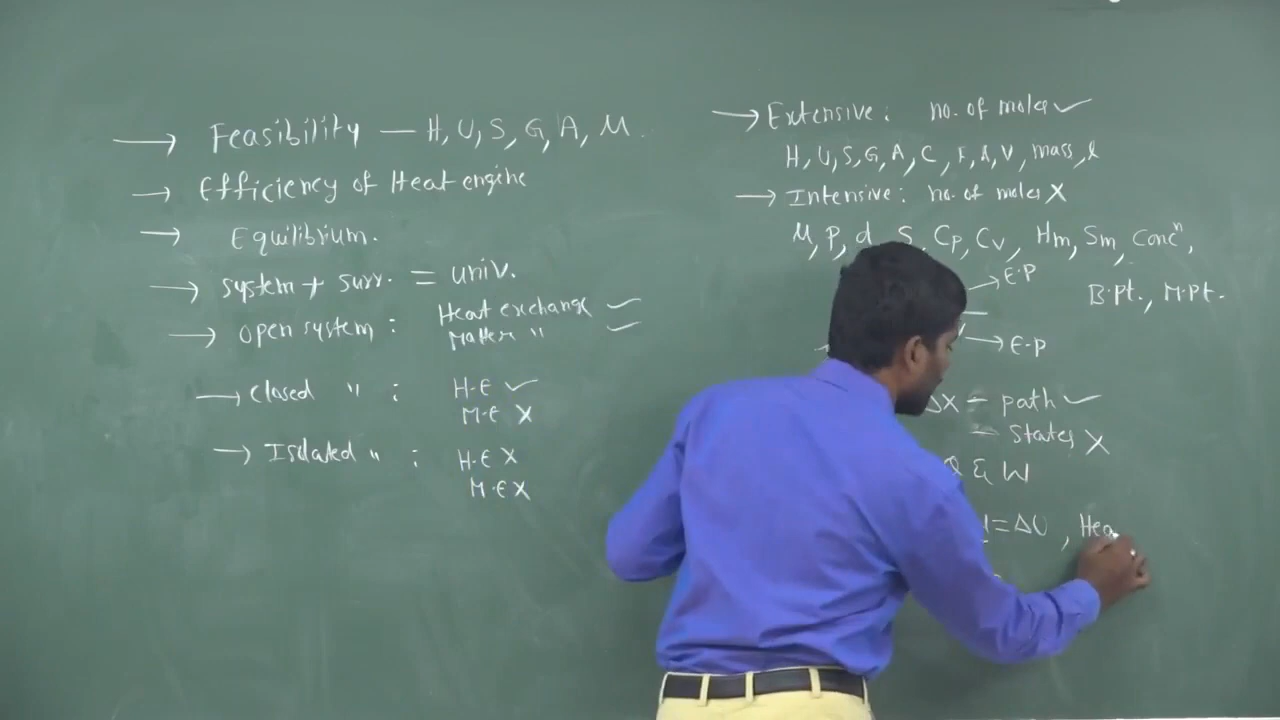 → Feasibility — H, U, S, G, A, M.
→ Efficiency of Heat engine
→ Equilibrium.
→ System + surr. = univ.
→ Open system : Heat exchange ✓
Matter " ✓
→ Closed " : H.E ✓
M.E X
→ Isolated " : H.E X
M.E X
→ Extensive : no. of moles ✓
H, U, S, G, A, C, V, mass, l
→ Intensive : no. of moles X
M, P, d, S, Cp, Cv, Hm, Sm, Concⁿ,
B.Pt., M.Pt.
→ E.P
→ E.P
ΔX — path ✓
— States X
Q & W
= ΔU , Hea